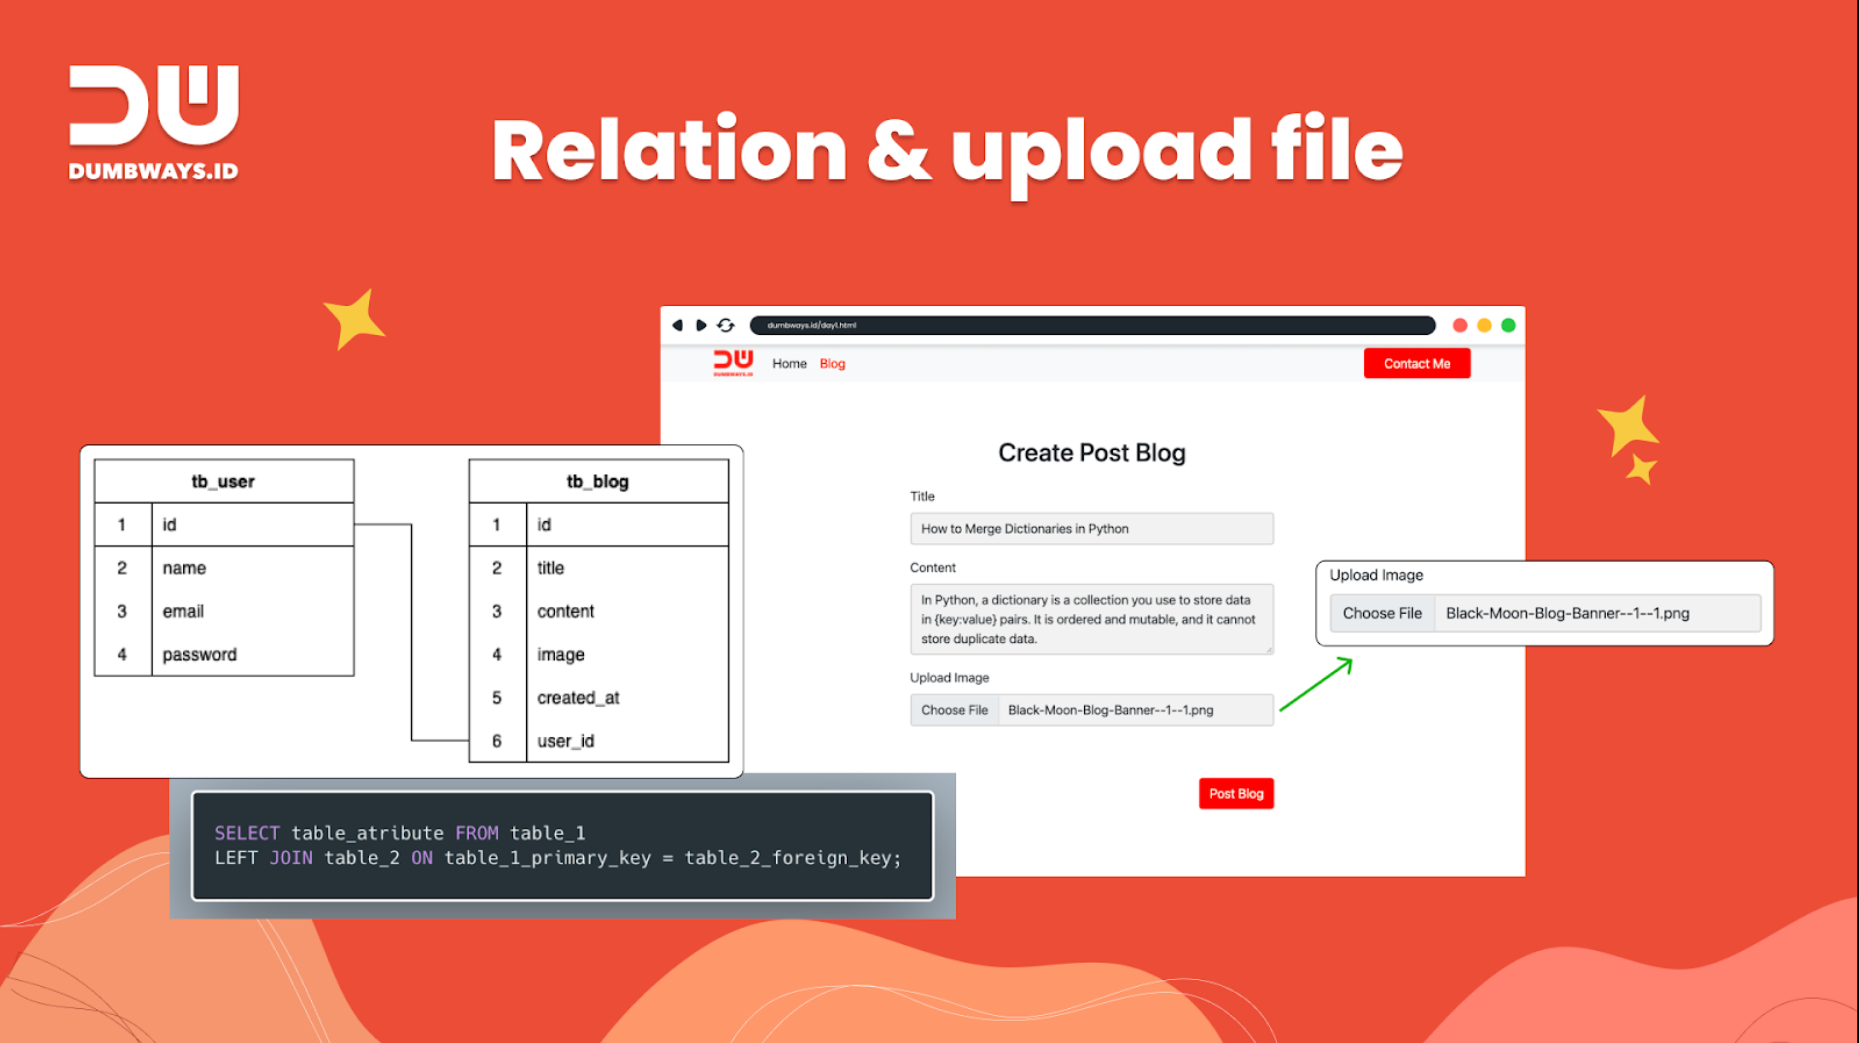 DUMBWAYS.ID
Relation & upload file
dumbways.id/day1.html
DUMBWAYS.ID
Home Blog
Contact Me
Create Post Blog
Title
How to Merge Dictionaries in Python
Content
In Python, a dictionary is a collection you use to store data
in {key:value} pairs. It is ordered and mutable, and it cannot
store duplicate data.
Upload Image
Choose File Black-Moon-Blog-Banner--1--1.png
Post Blog
Upload Image
Choose File Black-Moon-Blog-Banner--1--1.png
tb_user
1 id
2 name
3 email
4 password
tb_blog
1 id
2 title
3 content
4 image
5 created_at
6 user_id
SELECT table_atribute FROM table_1
LEFT JOIN table_2 ON table_1_primary_key = table_2_foreign_key;